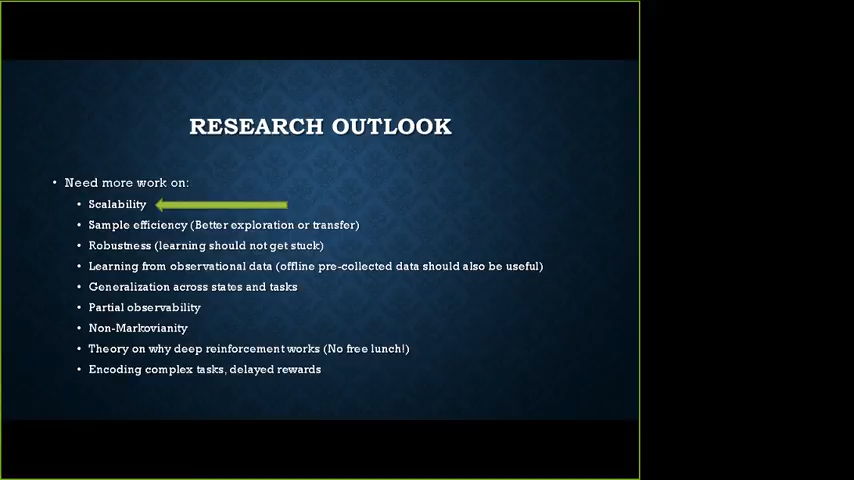 RESEARCH OUTLOOK
• Need more work on:
• Scalability
• Sample efficiency (Better exploration or transfer)
• Robustness (learning should not get stuck)
• Learning from observational data (offline pre-collected data should also be useful)
• Generalization across states and tasks
• Partial observability
• Non-Markovianity
• Theory on why deep reinforcement works (No free lunch!)
• Encoding complex tasks, delayed rewards